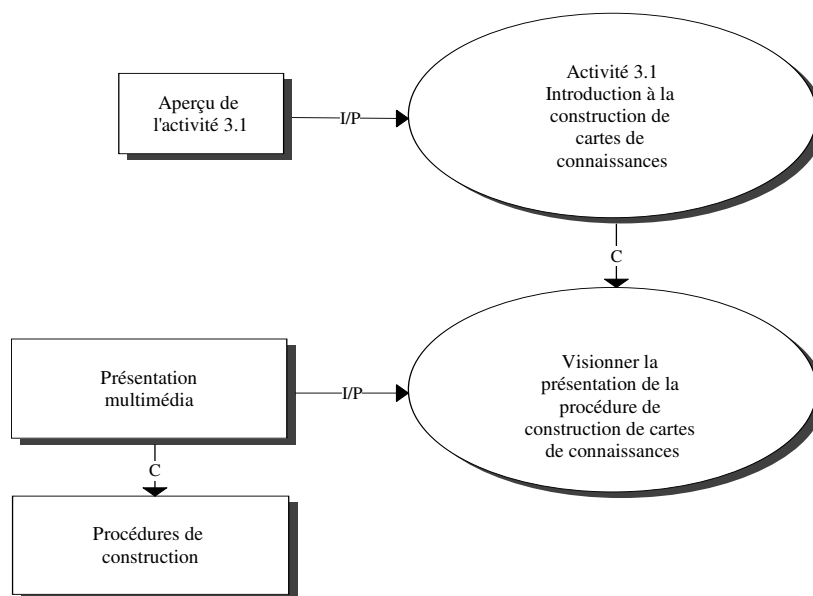 Aperçu de
l'activité 3.1
I/P
Activité 3.1
Introduction à la
construction de
cartes de
connaissances
C
Présentation
multimédia
I/P
Visionner la
présentation de la
procédure de
construction de cartes
de connaissances
C
Procédures de
construction